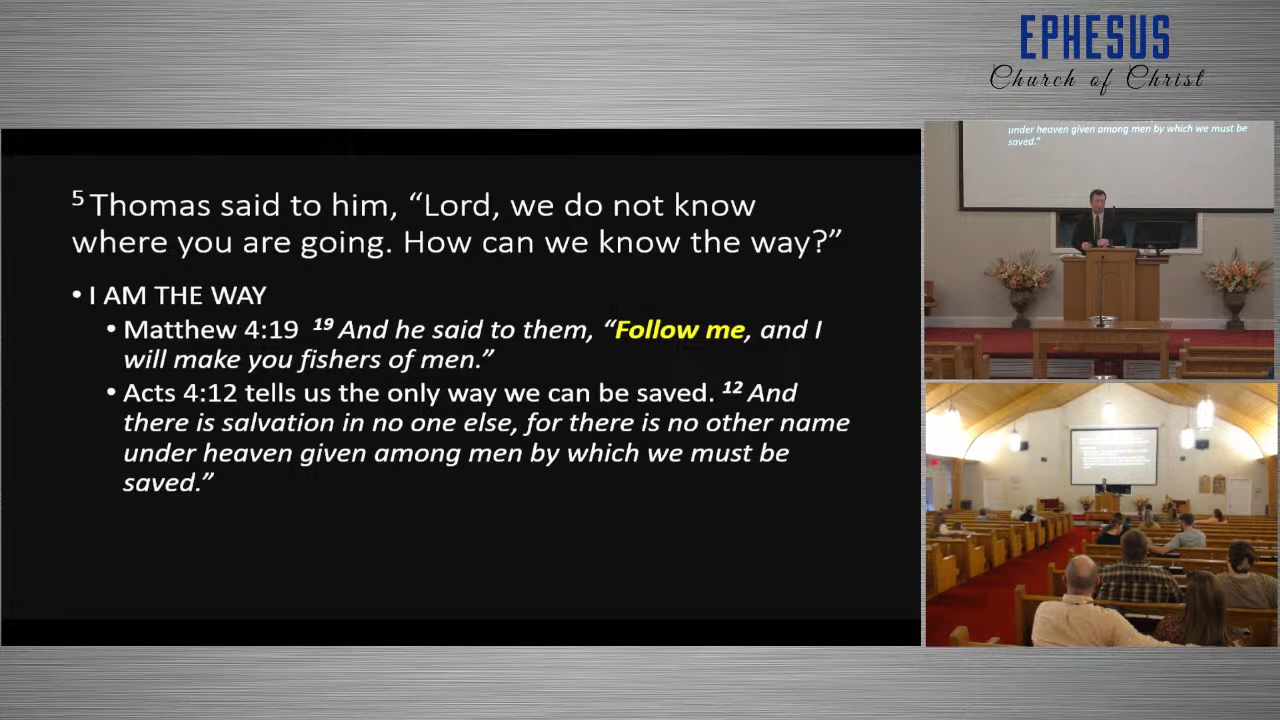 EPHESUS
Church of Christ
5 Thomas said to him, “Lord, we do not know
where you are going. How can we know the way?”
• I AM THE WAY
• Matthew 4:19 19 And he said to them, “Follow me, and I
will make you fishers of men.”
• Acts 4:12 tells us the only way we can be saved. 12 And
there is salvation in no one else, for there is no other name
under heaven given among men by which we must be
saved.”
under heaven given among men by which we must be
saved.”